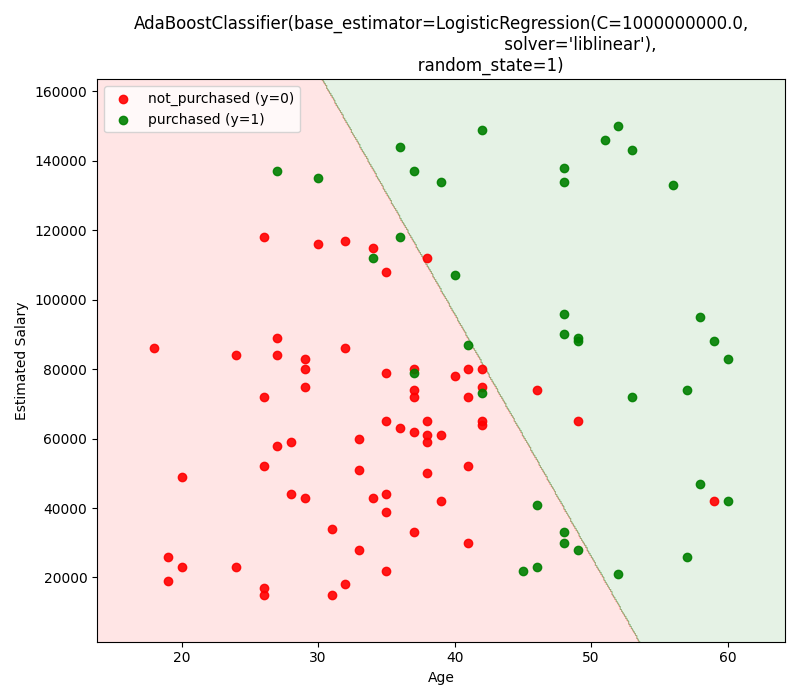 AdaBoostClassifier(base_estimator=LogisticRegression(C=1000000000.0,
solver='liblinear'),
random_state=1)
not_purchased (y=0)
purchased (y=1)
160000
140000
120000
100000
80000
60000
40000
20000
Estimated Salary
20 30 40 50 60
Age